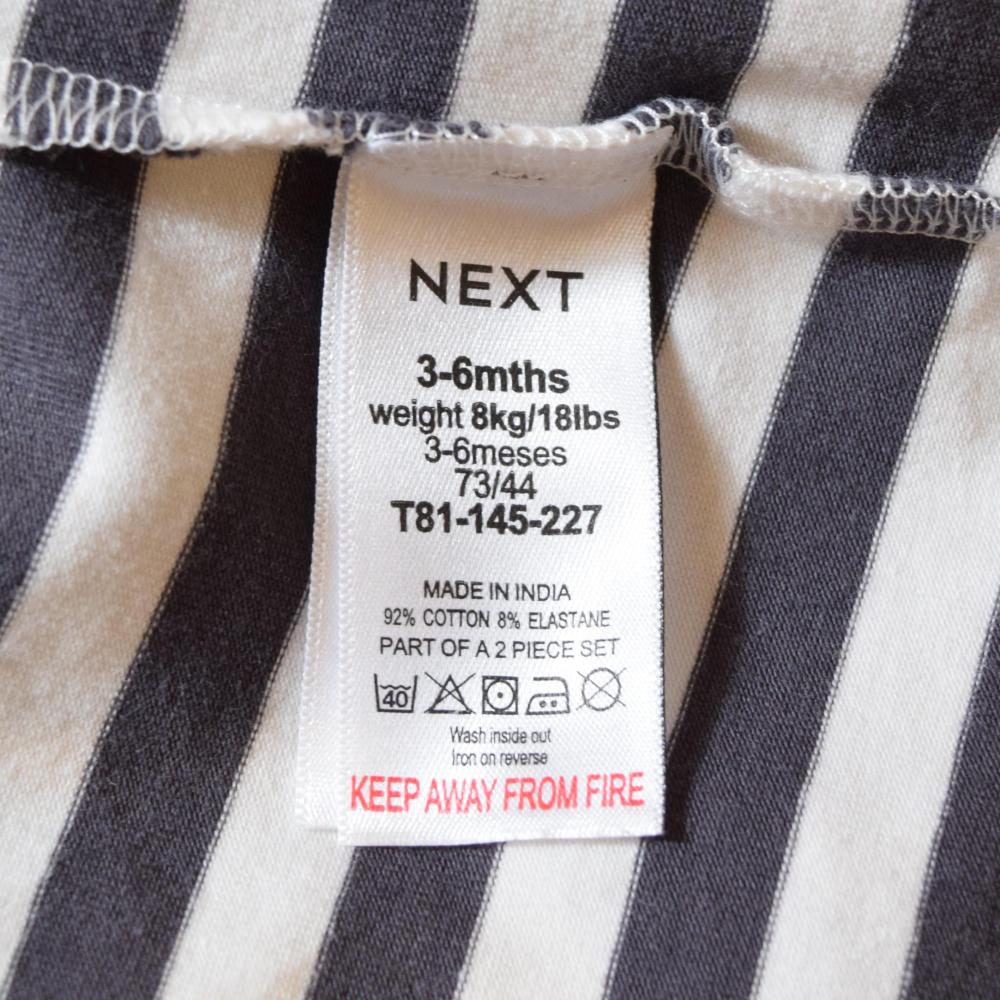 NEXT
3-6mths
weight 8kg/18lbs
3-6meses
73/44
T81-145-227
MADE IN INDIA
92% COTTON 8% ELASTANE
PART OF A 2 PIECE SET
40
Wash inside out
Iron on reverse
KEEP AWAY FROM FIRE